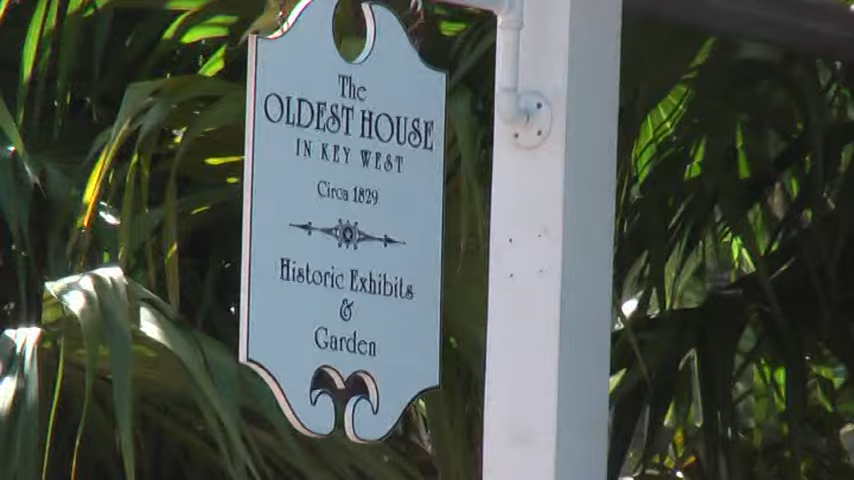 The
OLDEST HOUSE
IN KEY WEST
Circa 1829
Historic Exhibits
&
Garden